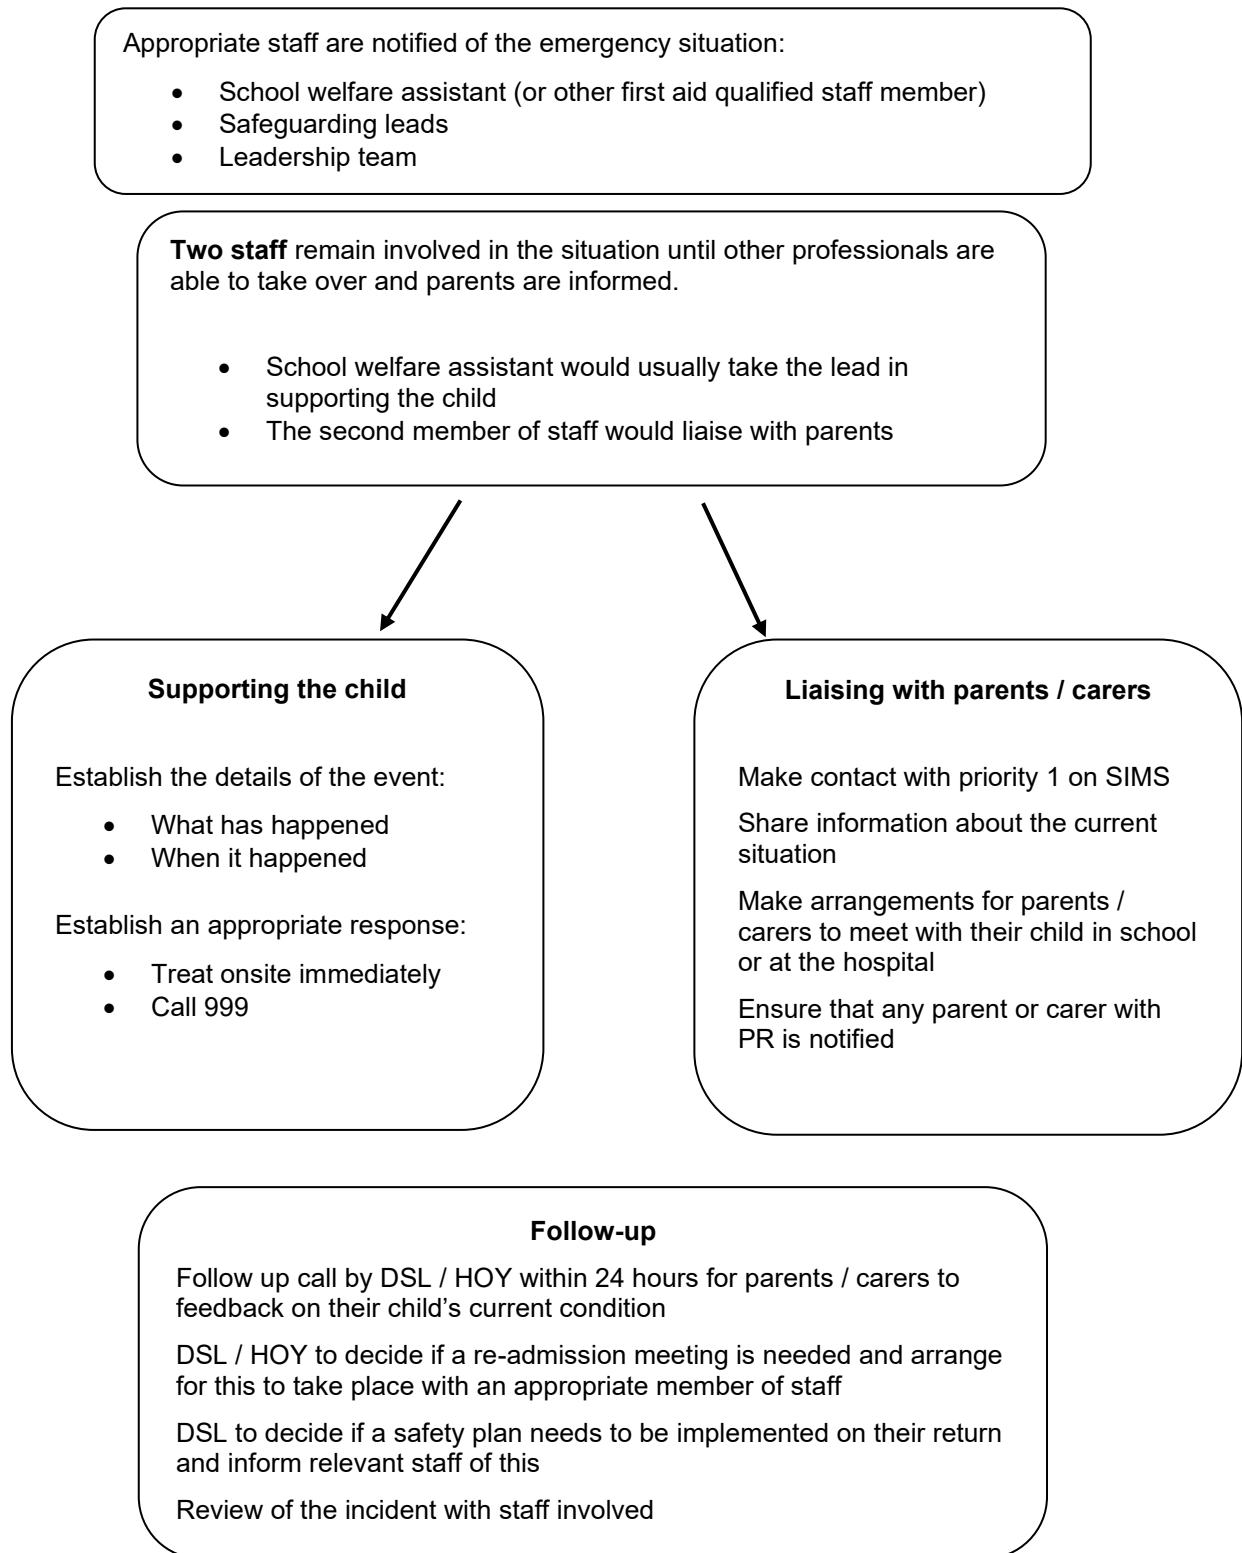 Appropriate staff are notified of the emergency situation:
• School welfare assistant (or other first aid qualified staff member)
• Safeguarding leads
• Leadership team
Two staff remain involved in the situation until other professionals are
able to take over and parents are informed.
• School welfare assistant would usually take the lead in
supporting the child
• The second member of staff would liaise with parents
Supporting the child
Establish the details of the event:
• What has happened
• When it happened
Establish an appropriate response:
• Treat onsite immediately
• Call 999
Liaising with parents / carers
Make contact with priority 1 on SIMS
Share information about the current
situation
Make arrangements for parents /
carers to meet with their child in school
or at the hospital
Ensure that any parent or carer with
PR is notified
Follow-up
Follow up call by DSL / HOY within 24 hours for parents / carers to
feedback on their child’s current condition
DSL / HOY to decide if a re-admission meeting is needed and arrange
for this to take place with an appropriate member of staff
DSL to decide if a safety plan needs to be implemented on their return
and inform relevant staff of this
Review of the incident with staff involved